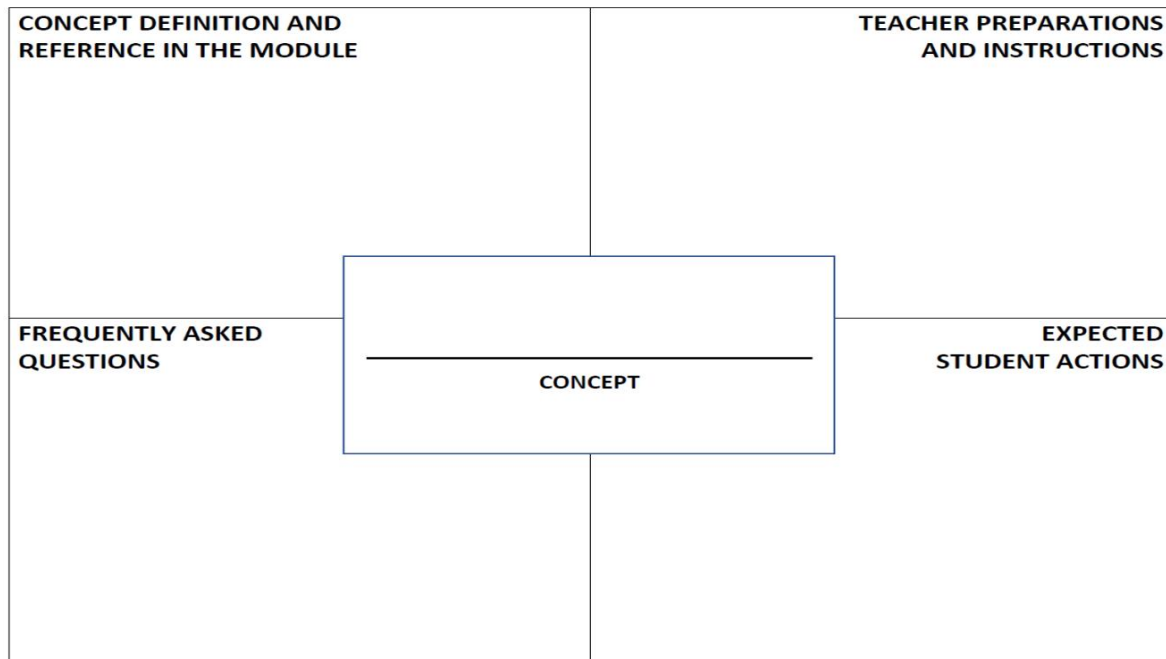 CONCEPT DEFINITION AND
REFERENCE IN THE MODULE
TEACHER PREPARATIONS
AND INSTRUCTIONS
FREQUENTLY ASKED
QUESTIONS
CONCEPT
EXPECTED
STUDENT ACTIONS